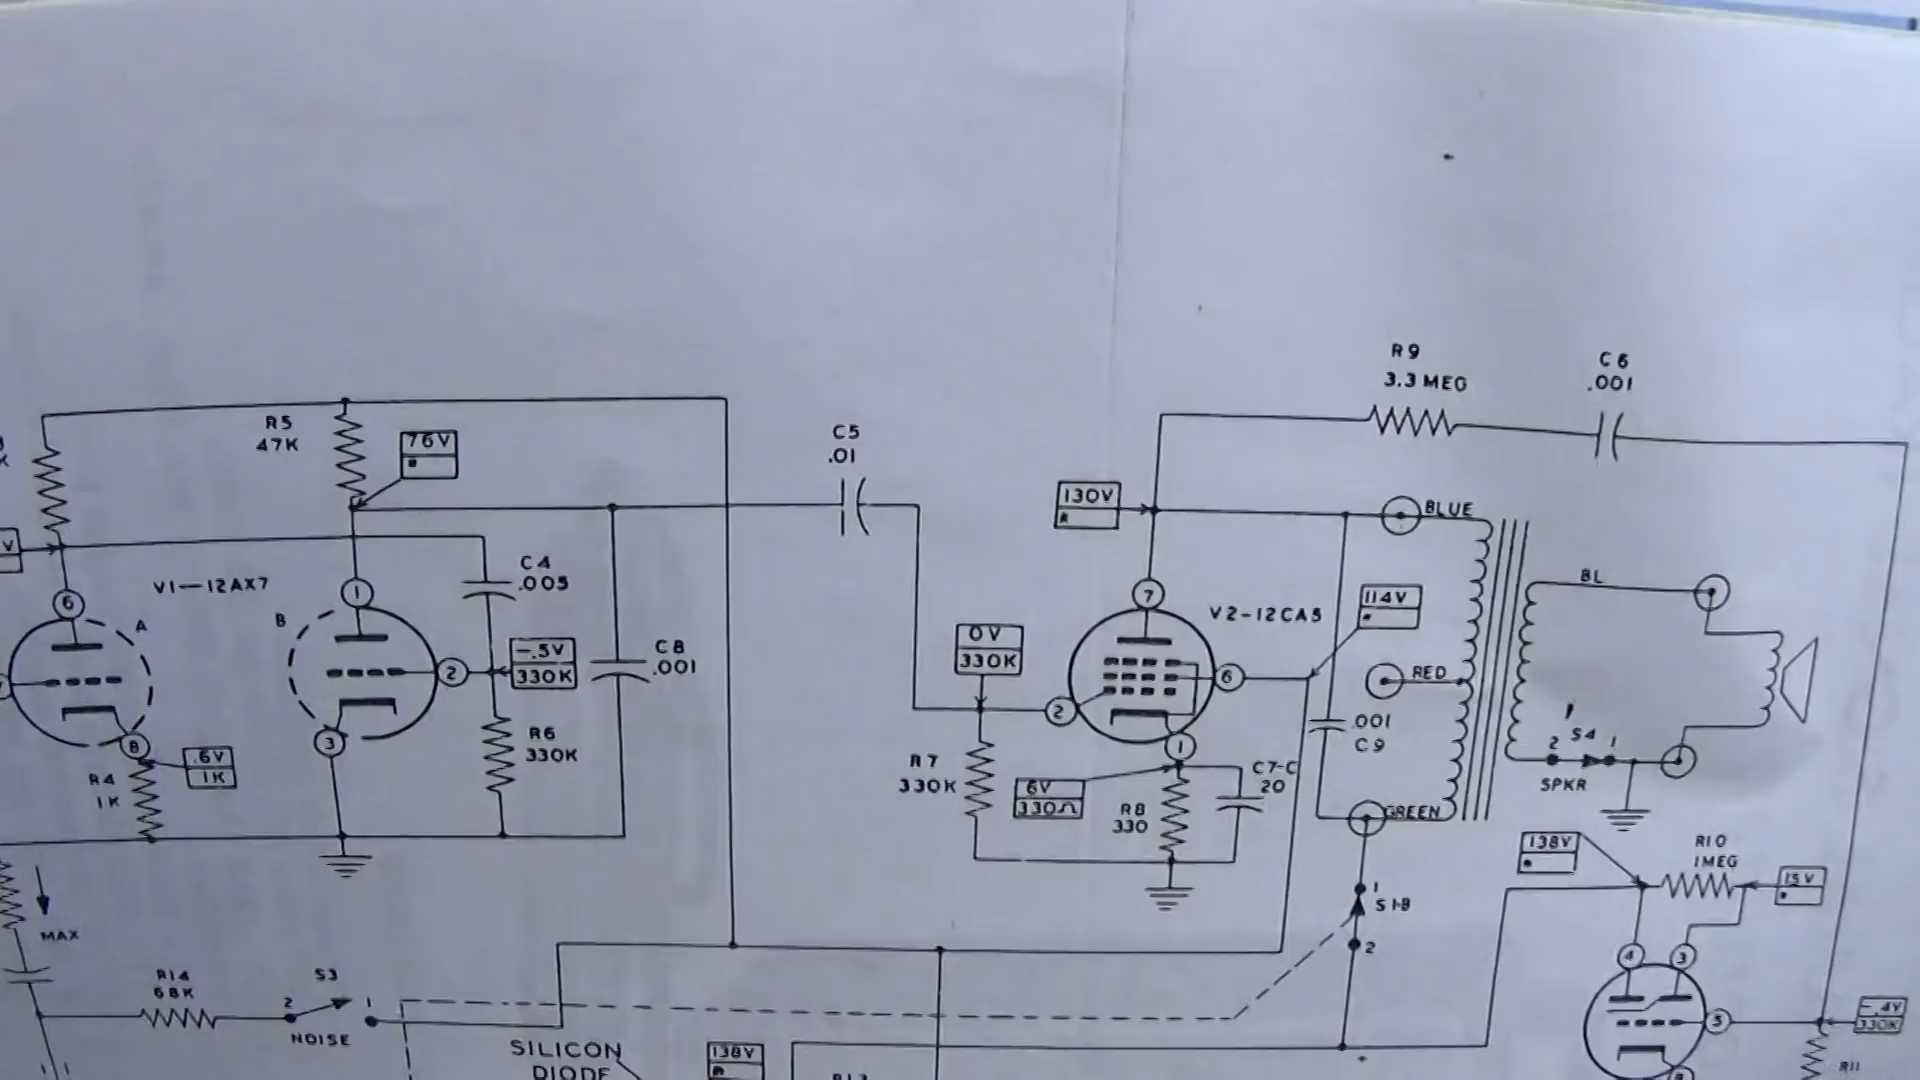 R9
3.3 MEG
C6
.001
R5
47K
76V
C5
.01
130V
BLUE
V
V1-12AX7
6
A
B
1
C4
.005
2
-.5V
330K
C8
.001
3
8
.6V
1K
R4
1K
R6
330K
0V
330K
7
V2-12CA5
114V
2
6
RED
.001
C9
1
R7
330K
6V
330Ω
R8
330
C7-C
20
GREEN
BL
2
S4
1
SPKR
138V
R10
1MEG
15V
1
S1-B
2
4
3
5
-.4V
330K
R11
MAX
R14
68K
S3
2
1
NOISE
SILICON
DIODE
138V